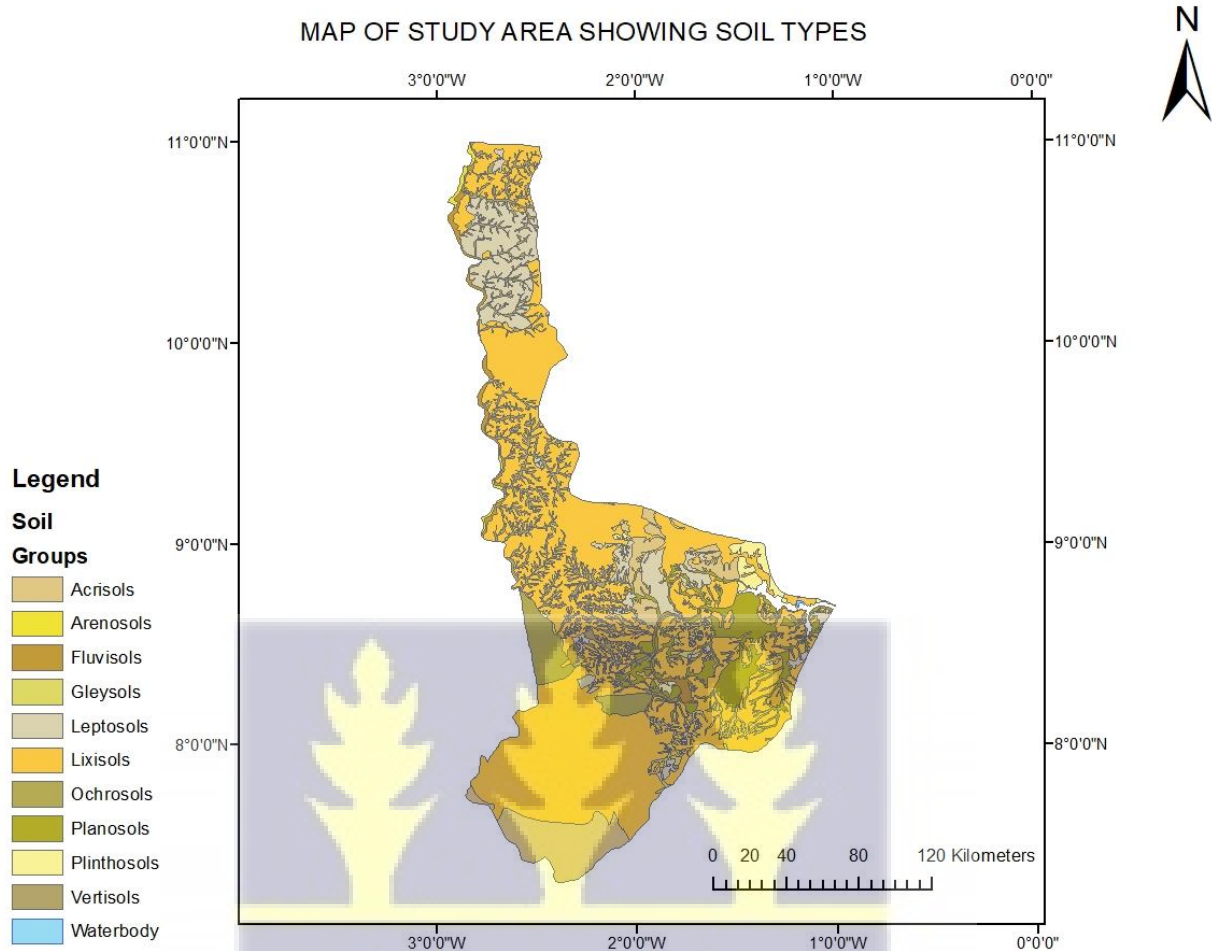 MAP OF STUDY AREA SHOWING SOIL TYPES
N
3°0'0"W 2°0'0"W 1°0'0"W 0°0'0"
11°0'0"N 11°0'0"N
10°0'0"N 10°0'0"N
9°0'0"N 9°0'0"N
8°0'0"N 8°0'0"N
Legend
Soil
Groups
Acrisols
Arenosols
Fluvisols
Gleysols
Leptosols
Lixisols
Ochrosols
Planosols
Plinthosols
Vertisols
Waterbody
0 20 40 80 120 Kilometers
3°0'0"W 2°0'0"W 1°0'0"W 0°0'0"